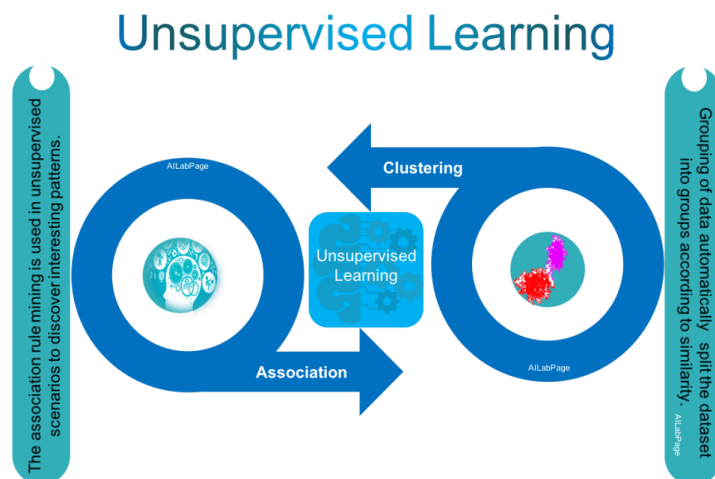 Unsupervised Learning
The association rule mining is used in unsupervised
scenarios to discover interesting patterns.
AILabPage
Clustering
Unsupervised
Learning
Association
AILabPage
Grouping of data automatically split the dataset
into groups according to similarity.
AILabPage